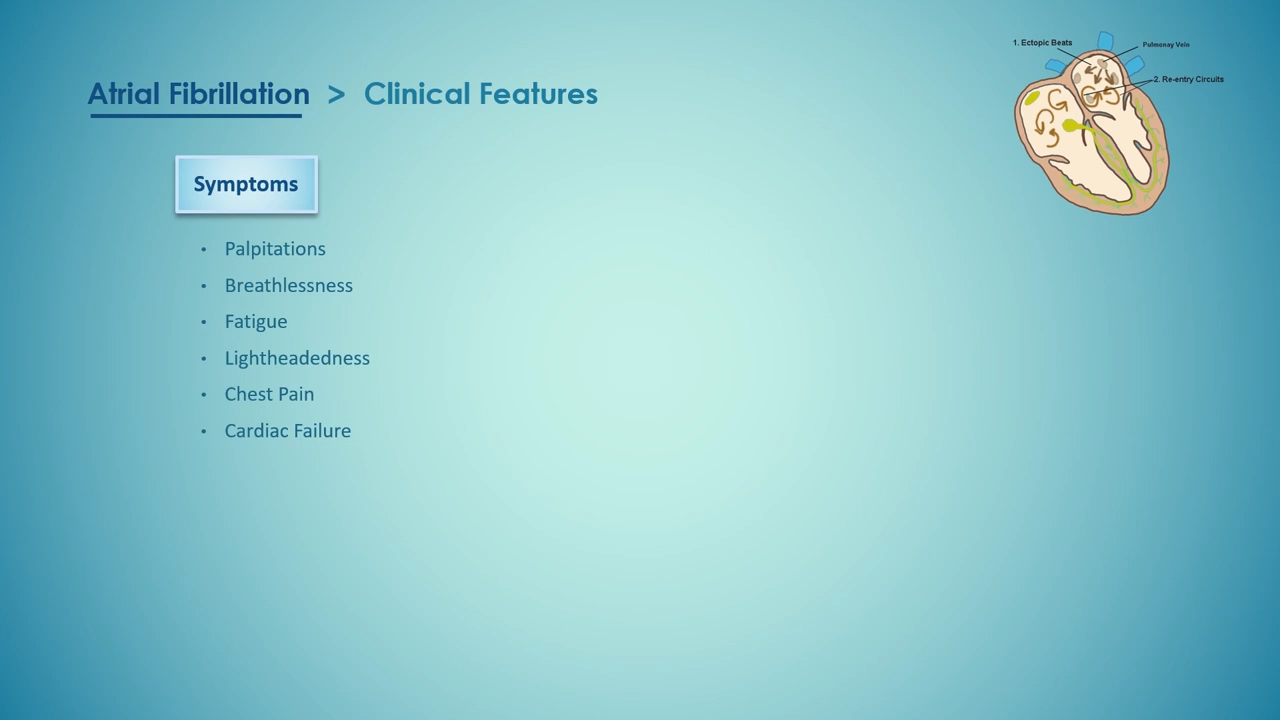 Atrial Fibrillation > Clinical Features
1. Ectopic Beats
Pulmonay Vein
2. Re-entry Circuits
Symptoms
• Palpitations
• Breathlessness
• Fatigue
• Lightheadedness
• Chest Pain
• Cardiac Failure